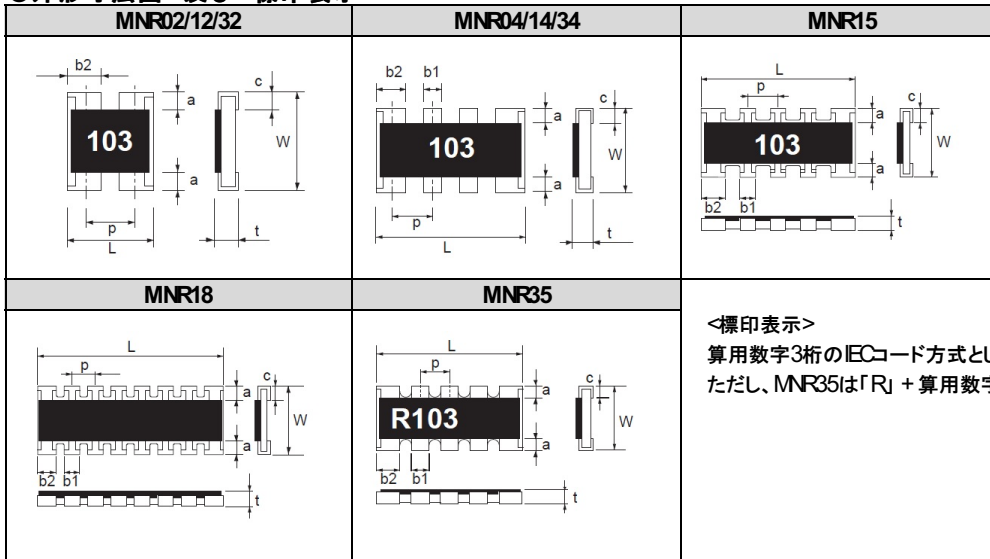 MNR02/12/32 MNR04/14/34 MNR15
b2
c
a
103
W
a
p
L
t
b2 b1
c
a
103
W
a
p
L
t
L
p
c
a
103
W
a
b2 b1
t
MNR18 MNR35
L
p
c
a
W
a
b2 b1
t
L
p
c
a
R103
W
a
b2 b1
t
<標印表示>
算用数字3桁のIECコード方式とし
ただし、MNR35は「R」+算用数字